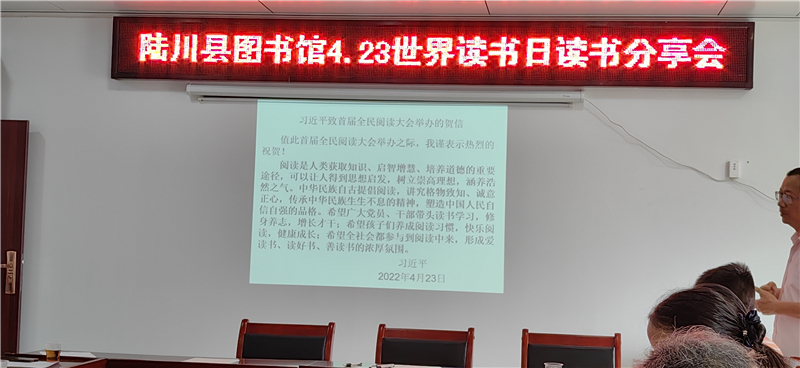 陆川县图书馆4.23世界读书日读书分享会
习近平致首届全民阅读大会举办的贺信
值此首届全民阅读大会举办之际，我谨表示热烈的
祝贺！
阅读是人类获取知识、启智增慧、培养道德的重要
途径，可以让人得到思想启发，树立崇高理想，涵养浩
然之气。中华民族自古提倡阅读，讲究格物致知、诚意
正心，传承中华民族生生不息的精神，塑造中国人民自
信自强的品格。希望广大党员、干部带头读书学习，修
身养志，增长才干；希望孩子们养成阅读习惯，快乐阅
读，健康成长；希望全社会都参与到阅读中来，形成爱
读书、读好书、善读书的浓厚氛围。
习近平
2022年4月23日